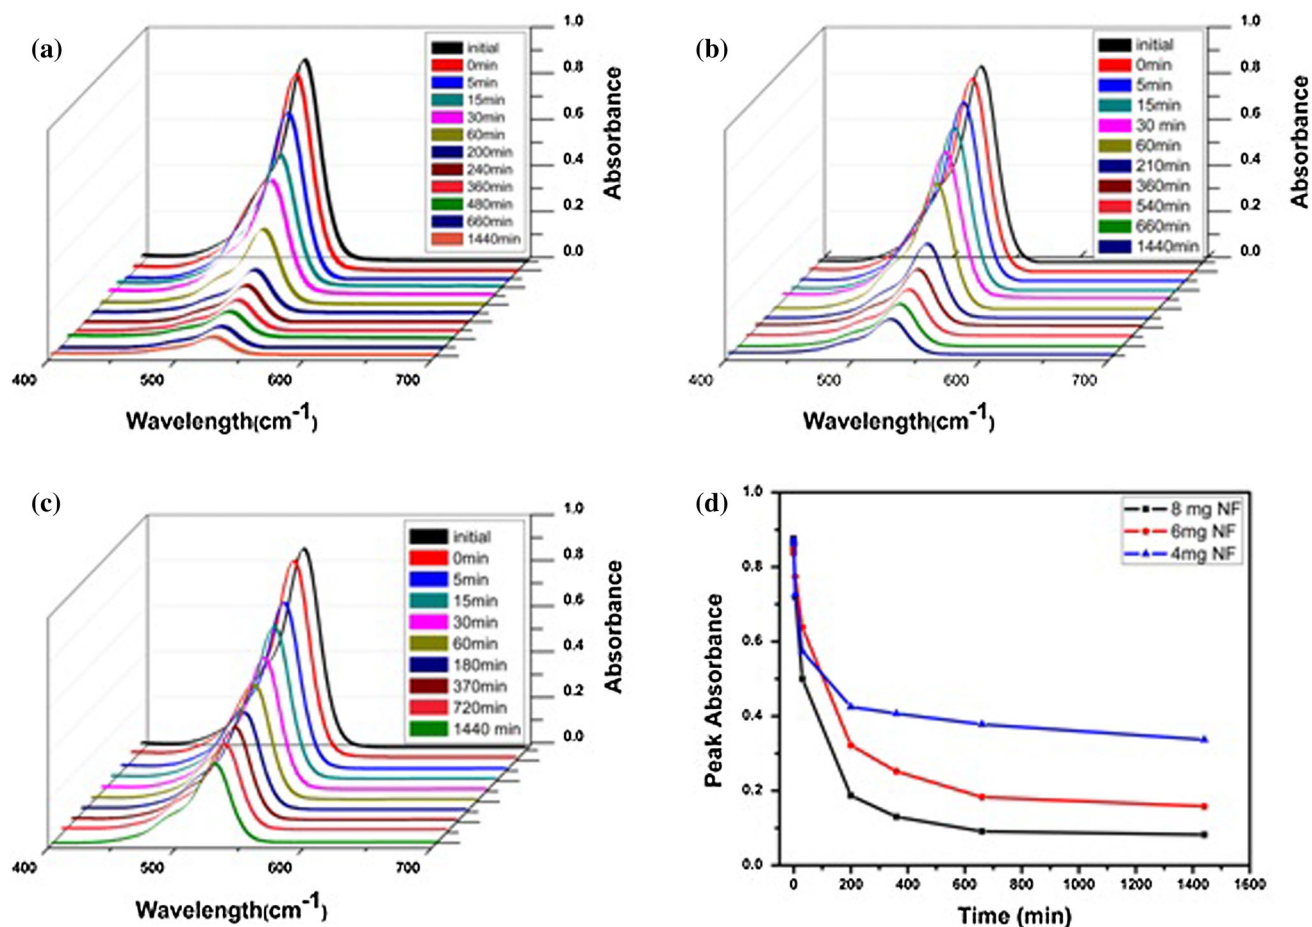 (a)
initial
0min
5min
15min
30min
60min
200min
240min
360min
480min
660min
1440min
1.0
0.8
0.6
0.4
0.2
0.0
Absorbance
400
500
600
700
Wavelength(cm-1)
(b)
initial
0min
5min
15min
30 min
60min
210min
360min
540min
660min
1440min
1.0
0.8
0.6
0.4
0.2
0.0
Absorbance
400
500
600
700
Wavelength(cm-1)
(c)
initial
0min
5min
15min
30min
60min
180min
370min
720min
1440 min
1.0
0.8
0.6
0.4
0.2
0.0
Absorbance
400
500
600
700
Wavelength(cm-1)
(d)
8 mg NF
6mg NF
4mg NF
1.0
0.8
0.6
0.4
0.2
0.0
Peak Absorbance
0 200 400 600 800 1000 1200 1400 1600
Time (min)